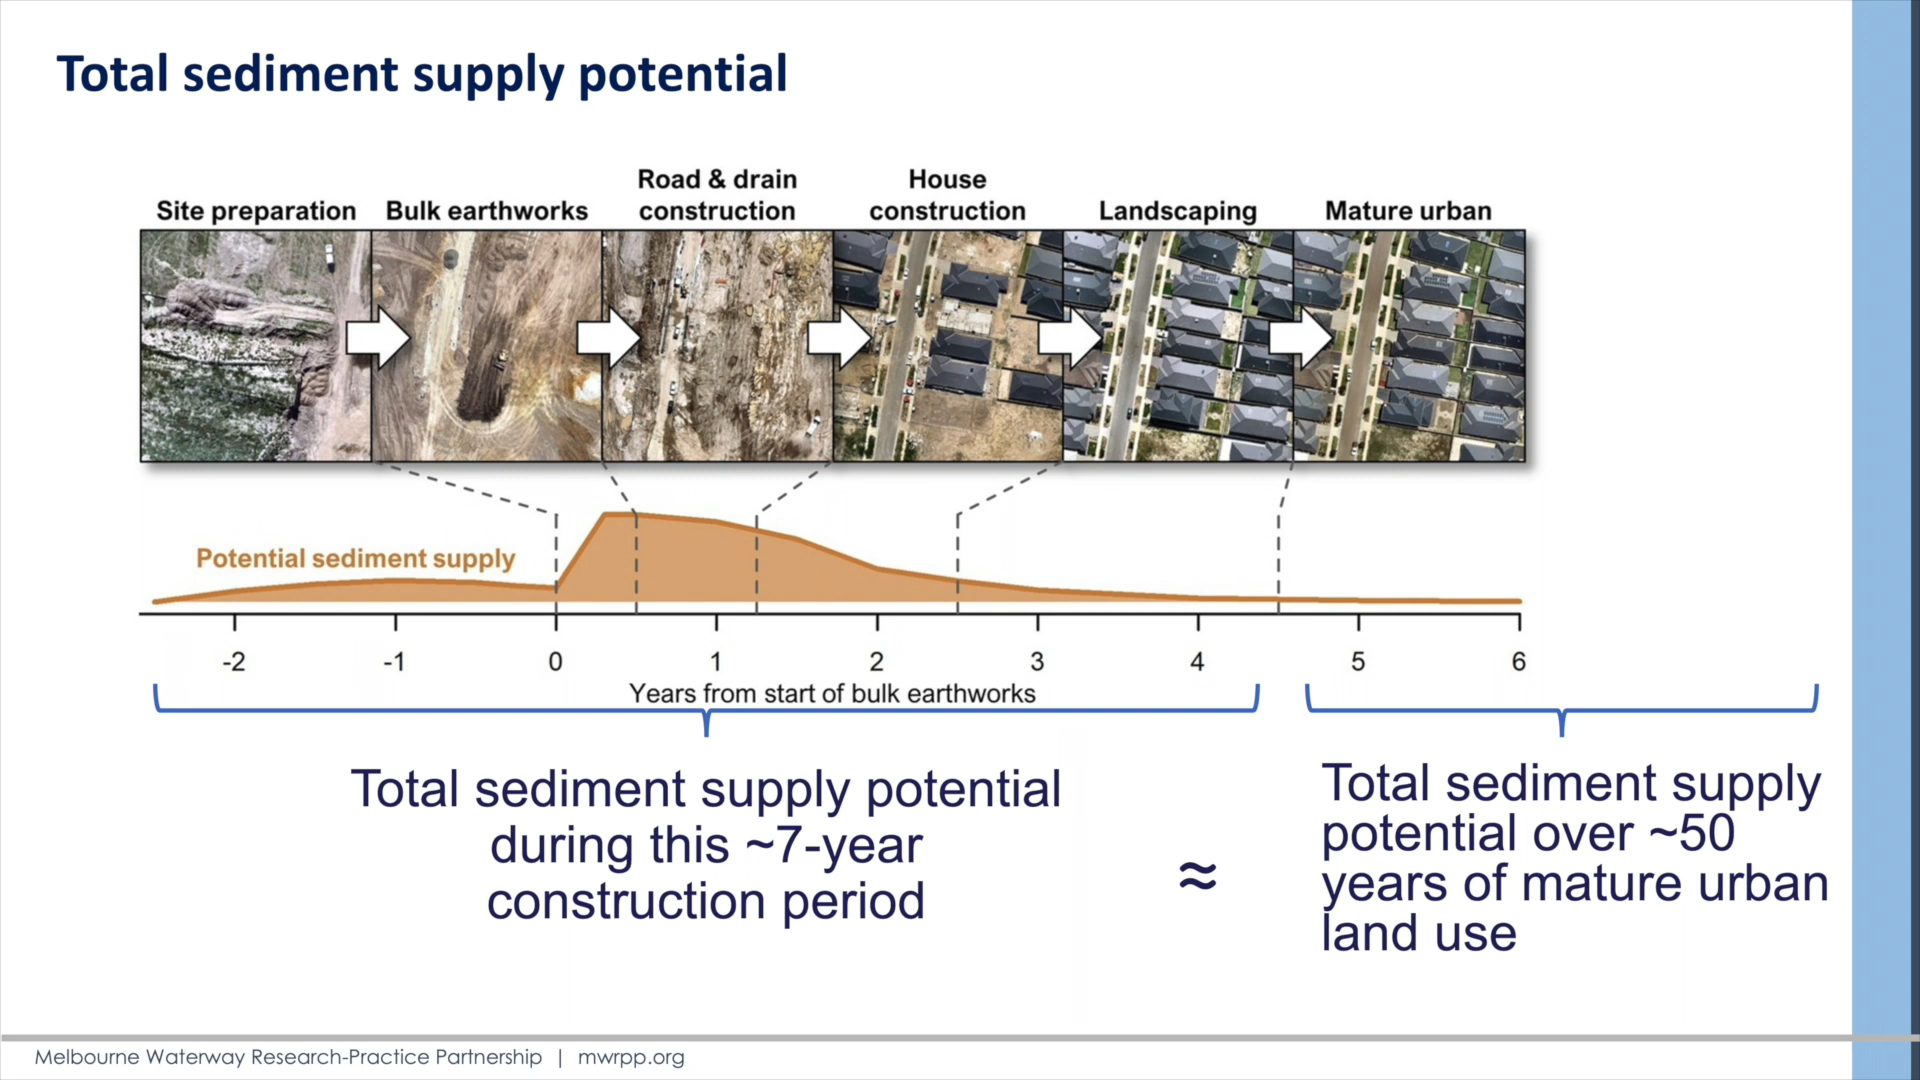 Total sediment supply potential
Site preparation
Bulk earthworks
Road & drain
construction
House
construction
Landscaping
Mature urban
Potential sediment supply
-2
-1
0
1
2
3
4
5
6
Years from start of bulk earthworks
Total sediment supply potential
during this ~7-year
construction period
≈
Total sediment supply
potential over ~50
years of mature urban
land use
Melbourne Waterway Research-Practice Partnership | mwrpp.org